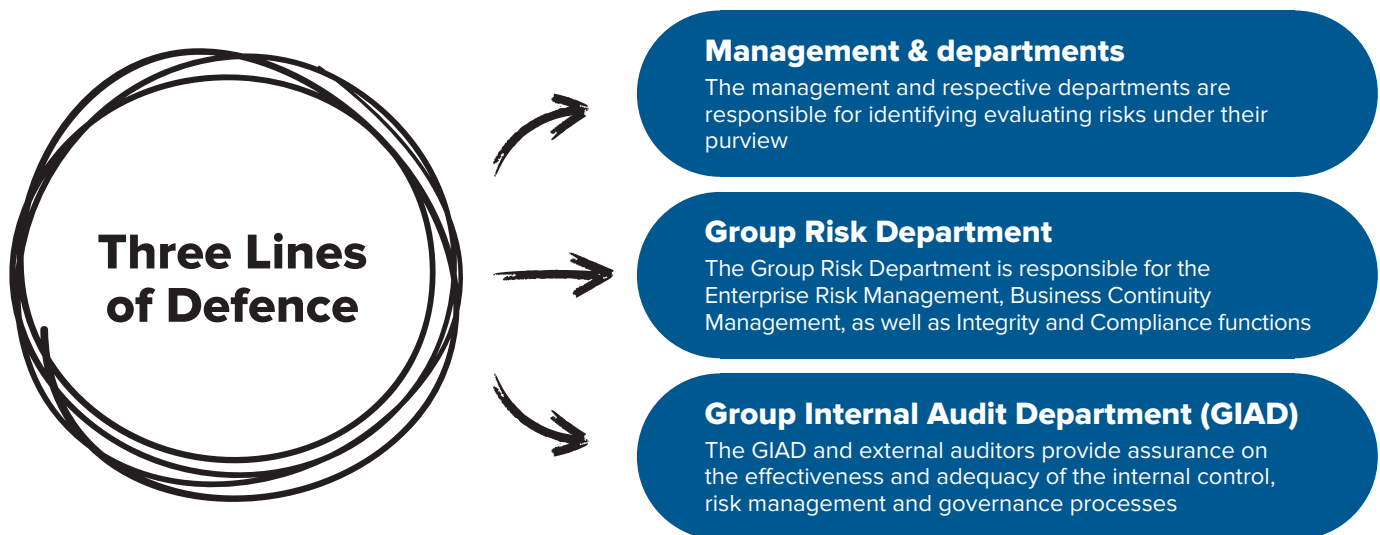 Three Lines
of Defence
Management & departments
The management and respective departments are
responsible for identifying evaluating risks under their
purview
Group Risk Department
The Group Risk Department is responsible for the
Enterprise Risk Management, Business Continuity
Management, as well as Integrity and Compliance functions
Group Internal Audit Department (GIAD)
The GIAD and external auditors provide assurance on
the effectiveness and adequacy of the internal control,
risk management and governance processes